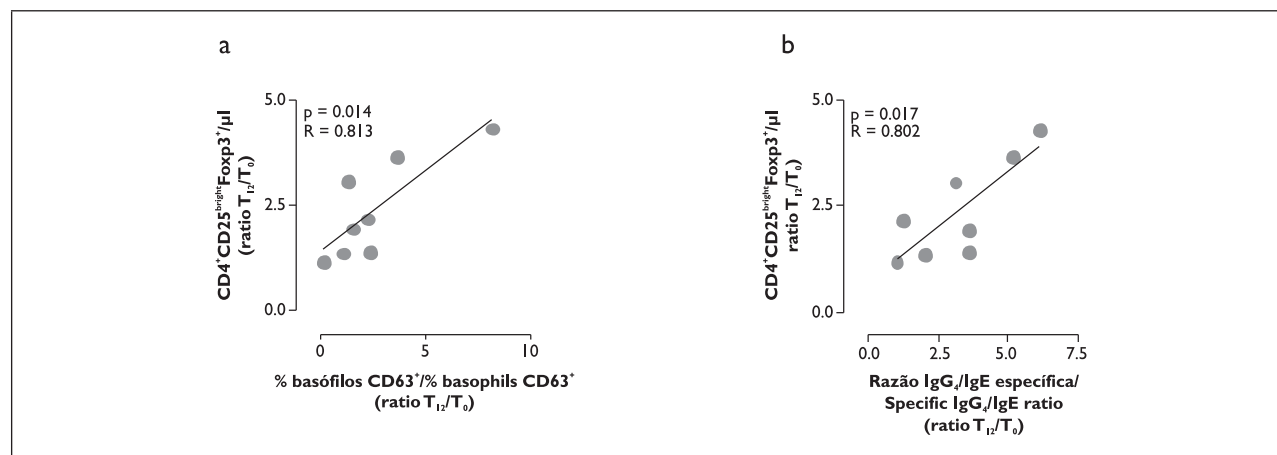 a
CD4⁺CD25ᵇʳⁱᵍʰᵗFoxp3⁺/µl
(ratio T₁₂/T₀)
5.0
2.5
0.0
p = 0.014
R = 0.813
0 5 10
% basófilos CD63⁺/% basophils CD63⁺
(ratio T₁₂/T₀)
b
CD4⁺CD25ᵇʳⁱᵍʰᵗFoxp3⁺/µl
ratio T₁₂/T₀)
5.0
2.5
0.0
p = 0.017
R = 0.802
0.0 2.5 5.0 7.5
Razão IgG₄/IgE específica/
Specific IgG₄/IgE ratio
(ratio T₁₂/T₀)